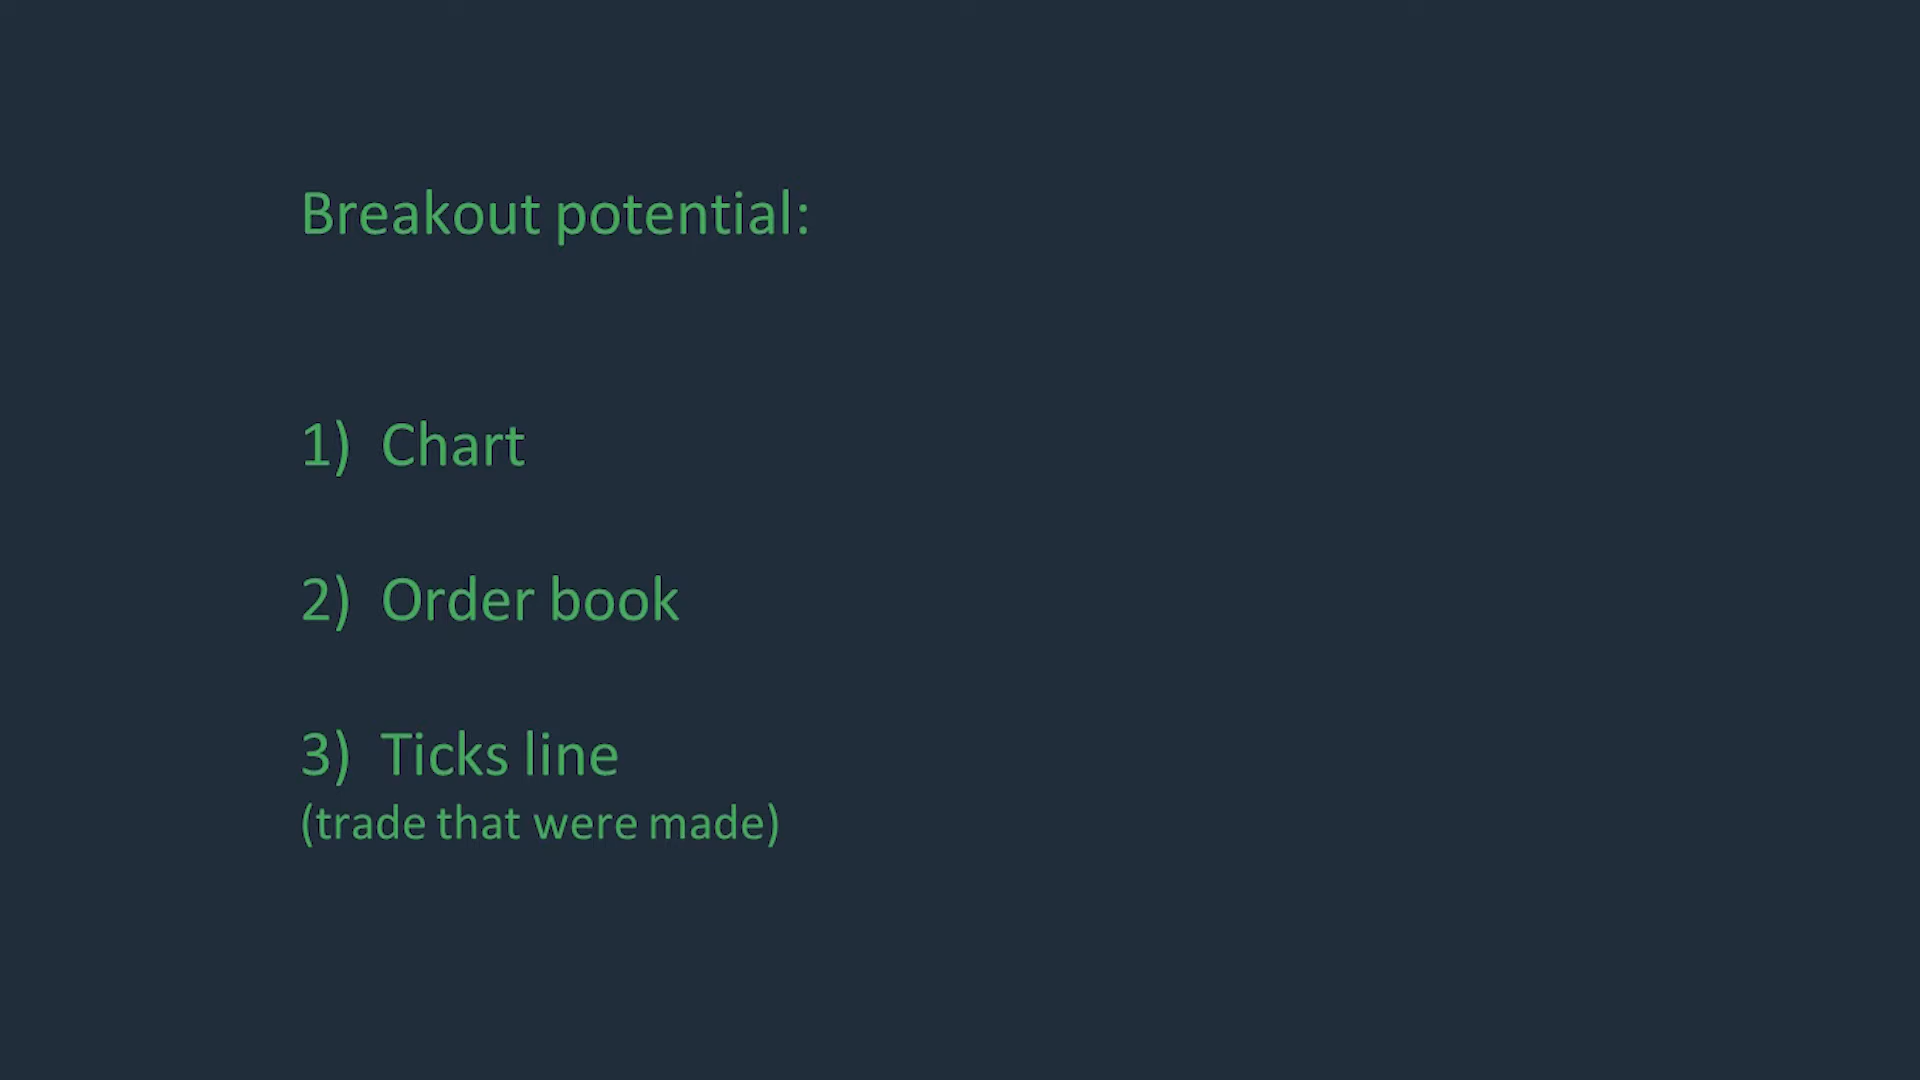 Breakout potential:
1) Chart
2) Order book
3) Ticks line
(trade that were made)